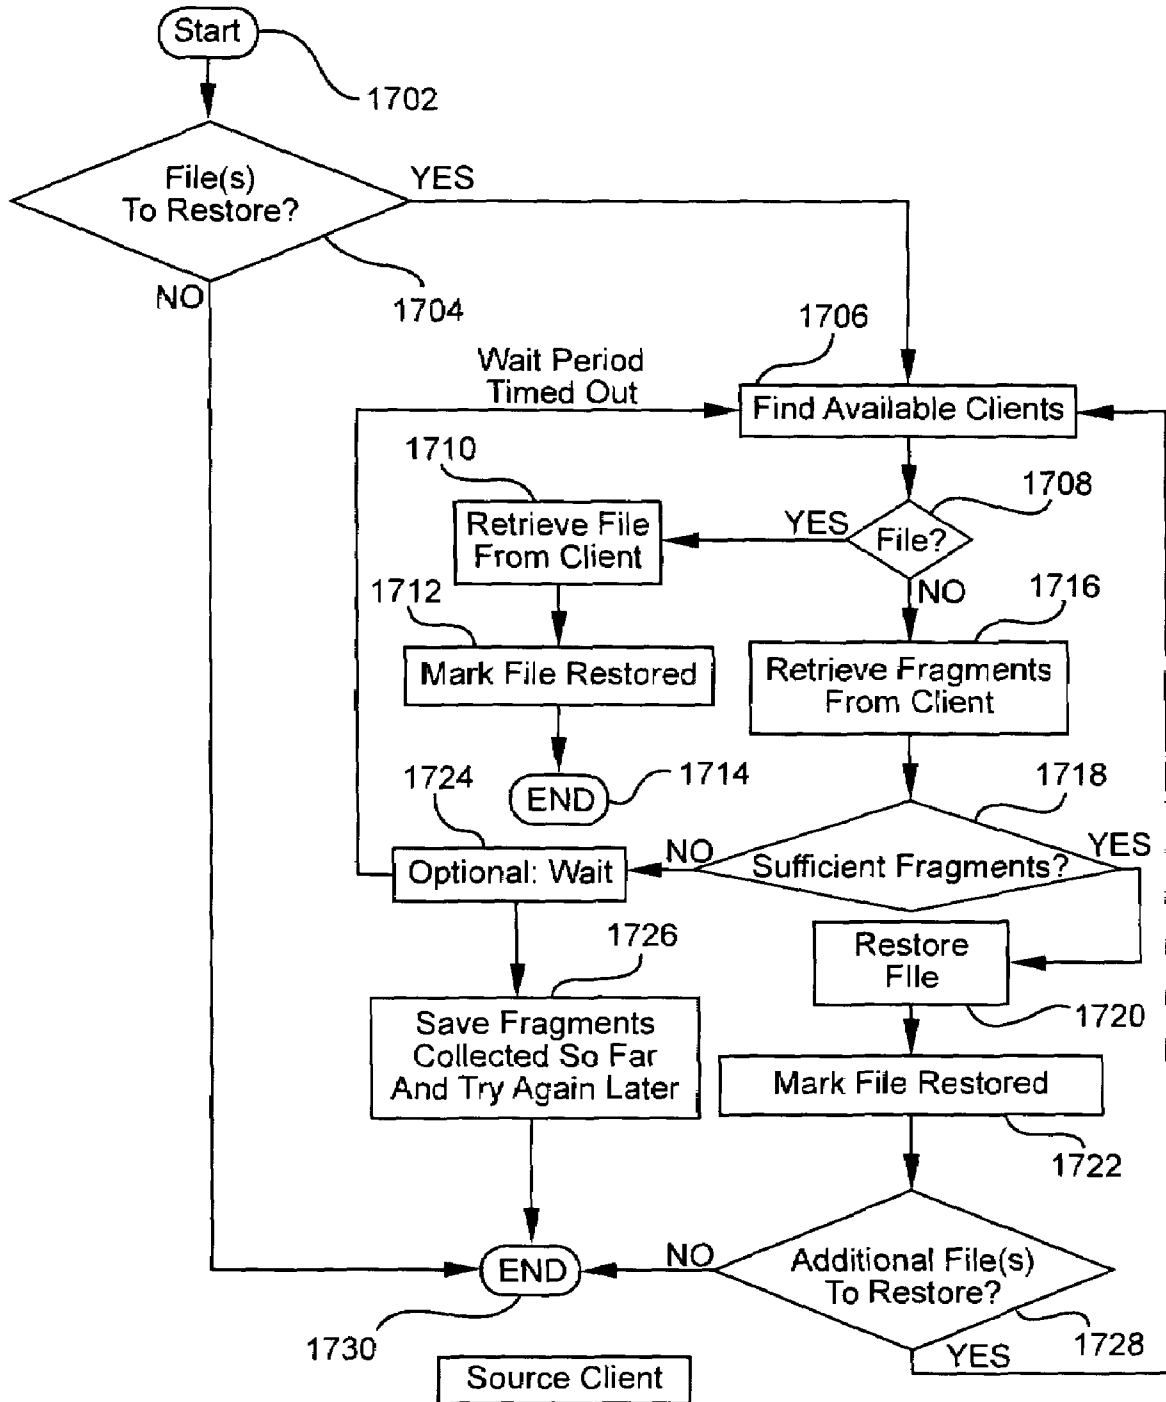 Start
1702
File(s)
To Restore?
YES
NO
1704
1706
Wait Period
Timed Out
Find Available Clients
1710
1708
Retrieve File
From Client
YES
File?
NO
1712
1716
Mark File Restored
Retrieve Fragments
From Client
1714
END
1724
1718
Optional: Wait
NO
Sufficient Fragments?
YES
1726
Restore
FIle
1720
Save Fragments
Collected So Far
And Try Again Later
Mark File Restored
1722
END
NO
Additional File(s)
To Restore?
1730
1728
YES
Source Client